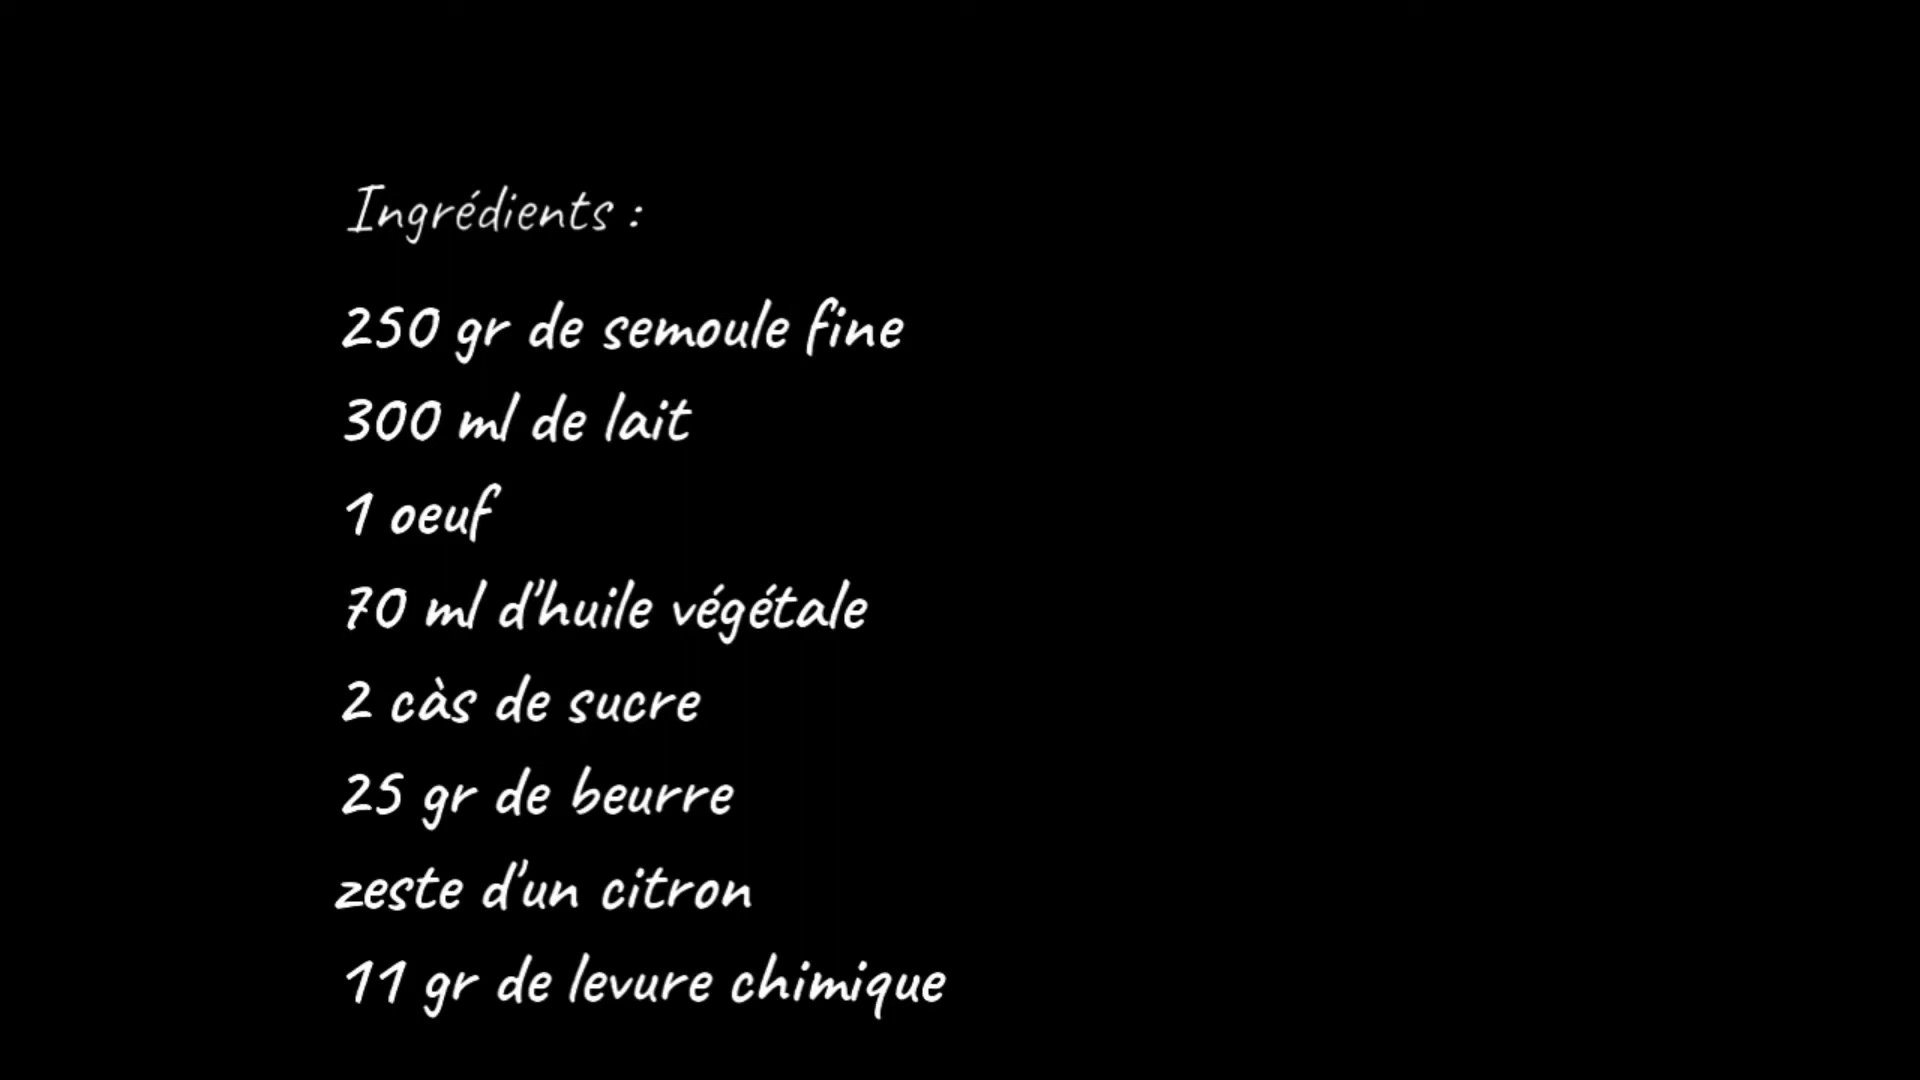 Ingrédients :
250 gr de semoule fine
300 ml de lait
1 oeuf
70 ml d'huile végétale
2 càs de sucre
25 gr de beurre
zeste d'un citron
11 gr de levure chimique